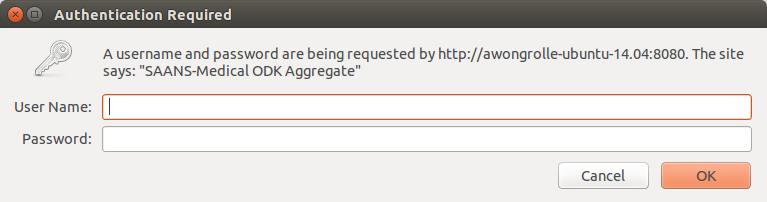 Authentication Required
A username and password are being requested by http://awongrolle-ubuntu-14.04:8080. The site
says: "SAANS-Medical ODK Aggregate"
User Name:
Password:
Cancel OK